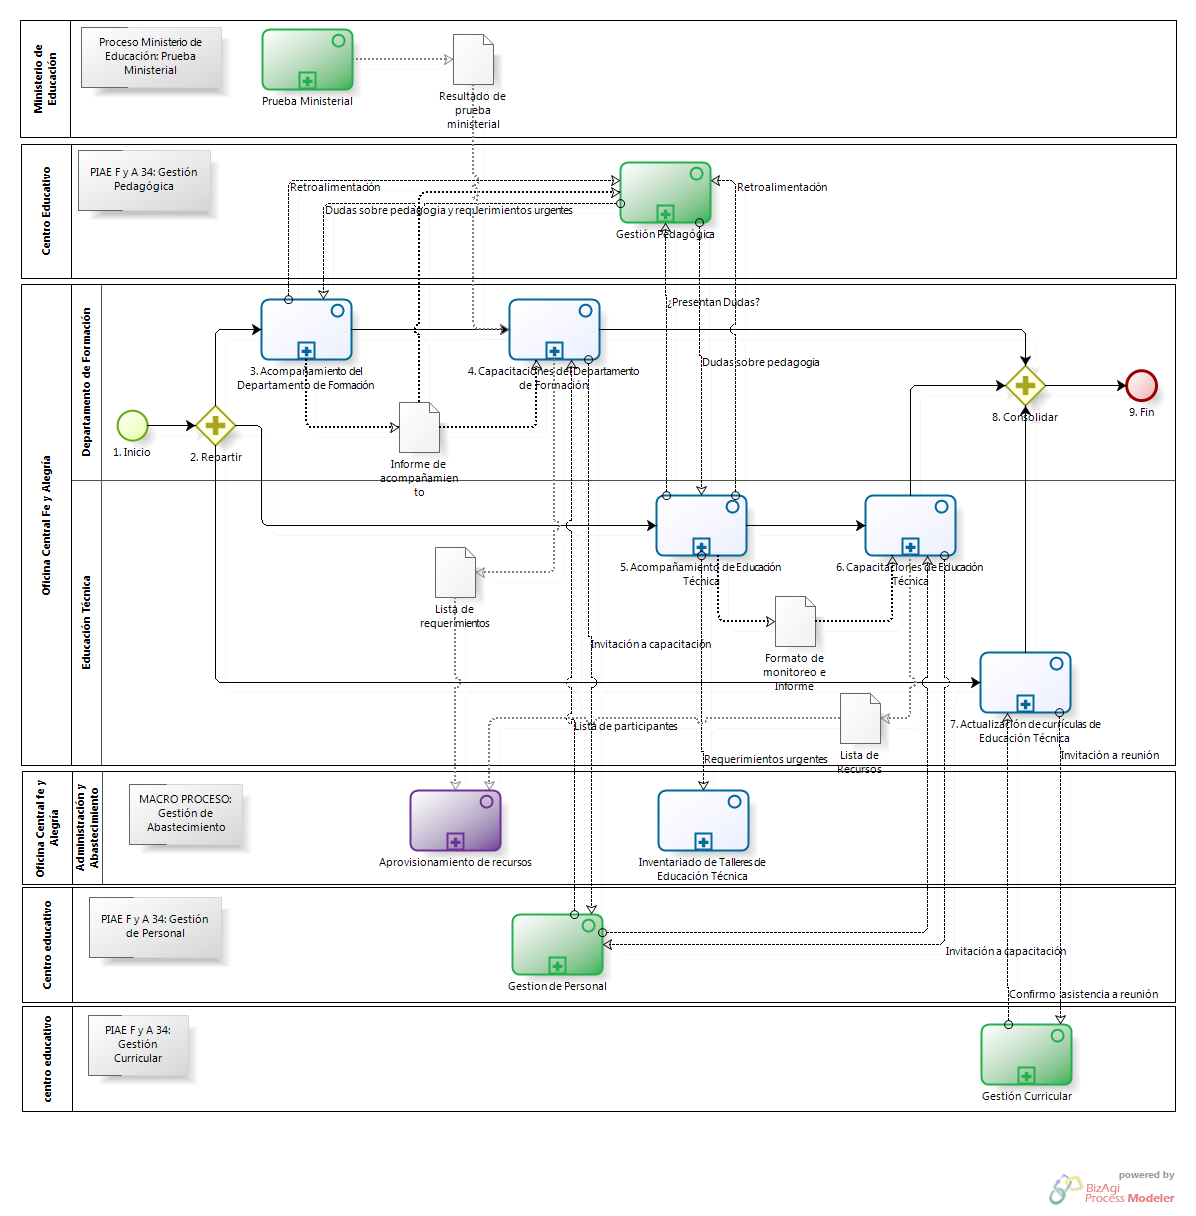 Ministerio de
Educación
Proceso Ministerio de
Educación: Prueba
Ministerial
Prueba Ministerial
Resultado de
prueba
ministerial
Centro Educativo
PIAE F y A 34: Gestión
Pedagógica
Retroalimentación
Dudas sobre pedagogia y requerimientos urgentes
Gestión Pedagógica
Retroalimentación
Oficina Central Fe y Alegría
Departamento de Formación
¿Presentan Dudas?
3. Acompañamiento del
Departamento de Formación
4. Capacitaciones del Departamento
de Formación
Dudas sobre pedagogia
1. Inicio
2. Repartir
8. Consolidar
9. Fin
Informe de
acompañamien
to
Educación Técnica
5. Acompañamiento de Educación
Técnica
6. Capacitaciones de Educación
Técnica
Lista de
requerimientos
Invitación a capacitación
Formato de
monitoreo e
Informe
Lista de participantes
7. Actualización de currículas de
Educación Técnica
Lista de
Recursos
Requerimientos urgentes
Invitación a reunión
Oficina Central fe y
Alegría
Administración y
Abastecimiento
MACRO PROCESO:
Gestión de
Abastecimiento
Aprovisionamiento de recursos
Inventariado de Talleres de
Educación Técnica
Centro educativo
PIAE F y A 34: Gestión
de Personal
Gestion de Personal
Invitación a capacitación
Confirmo asistencia a reunión
centro educativo
PIAE F y A 34:
Gestión
Curricular
Gestión Curricular
powered by
BizAgi
Process Modeler